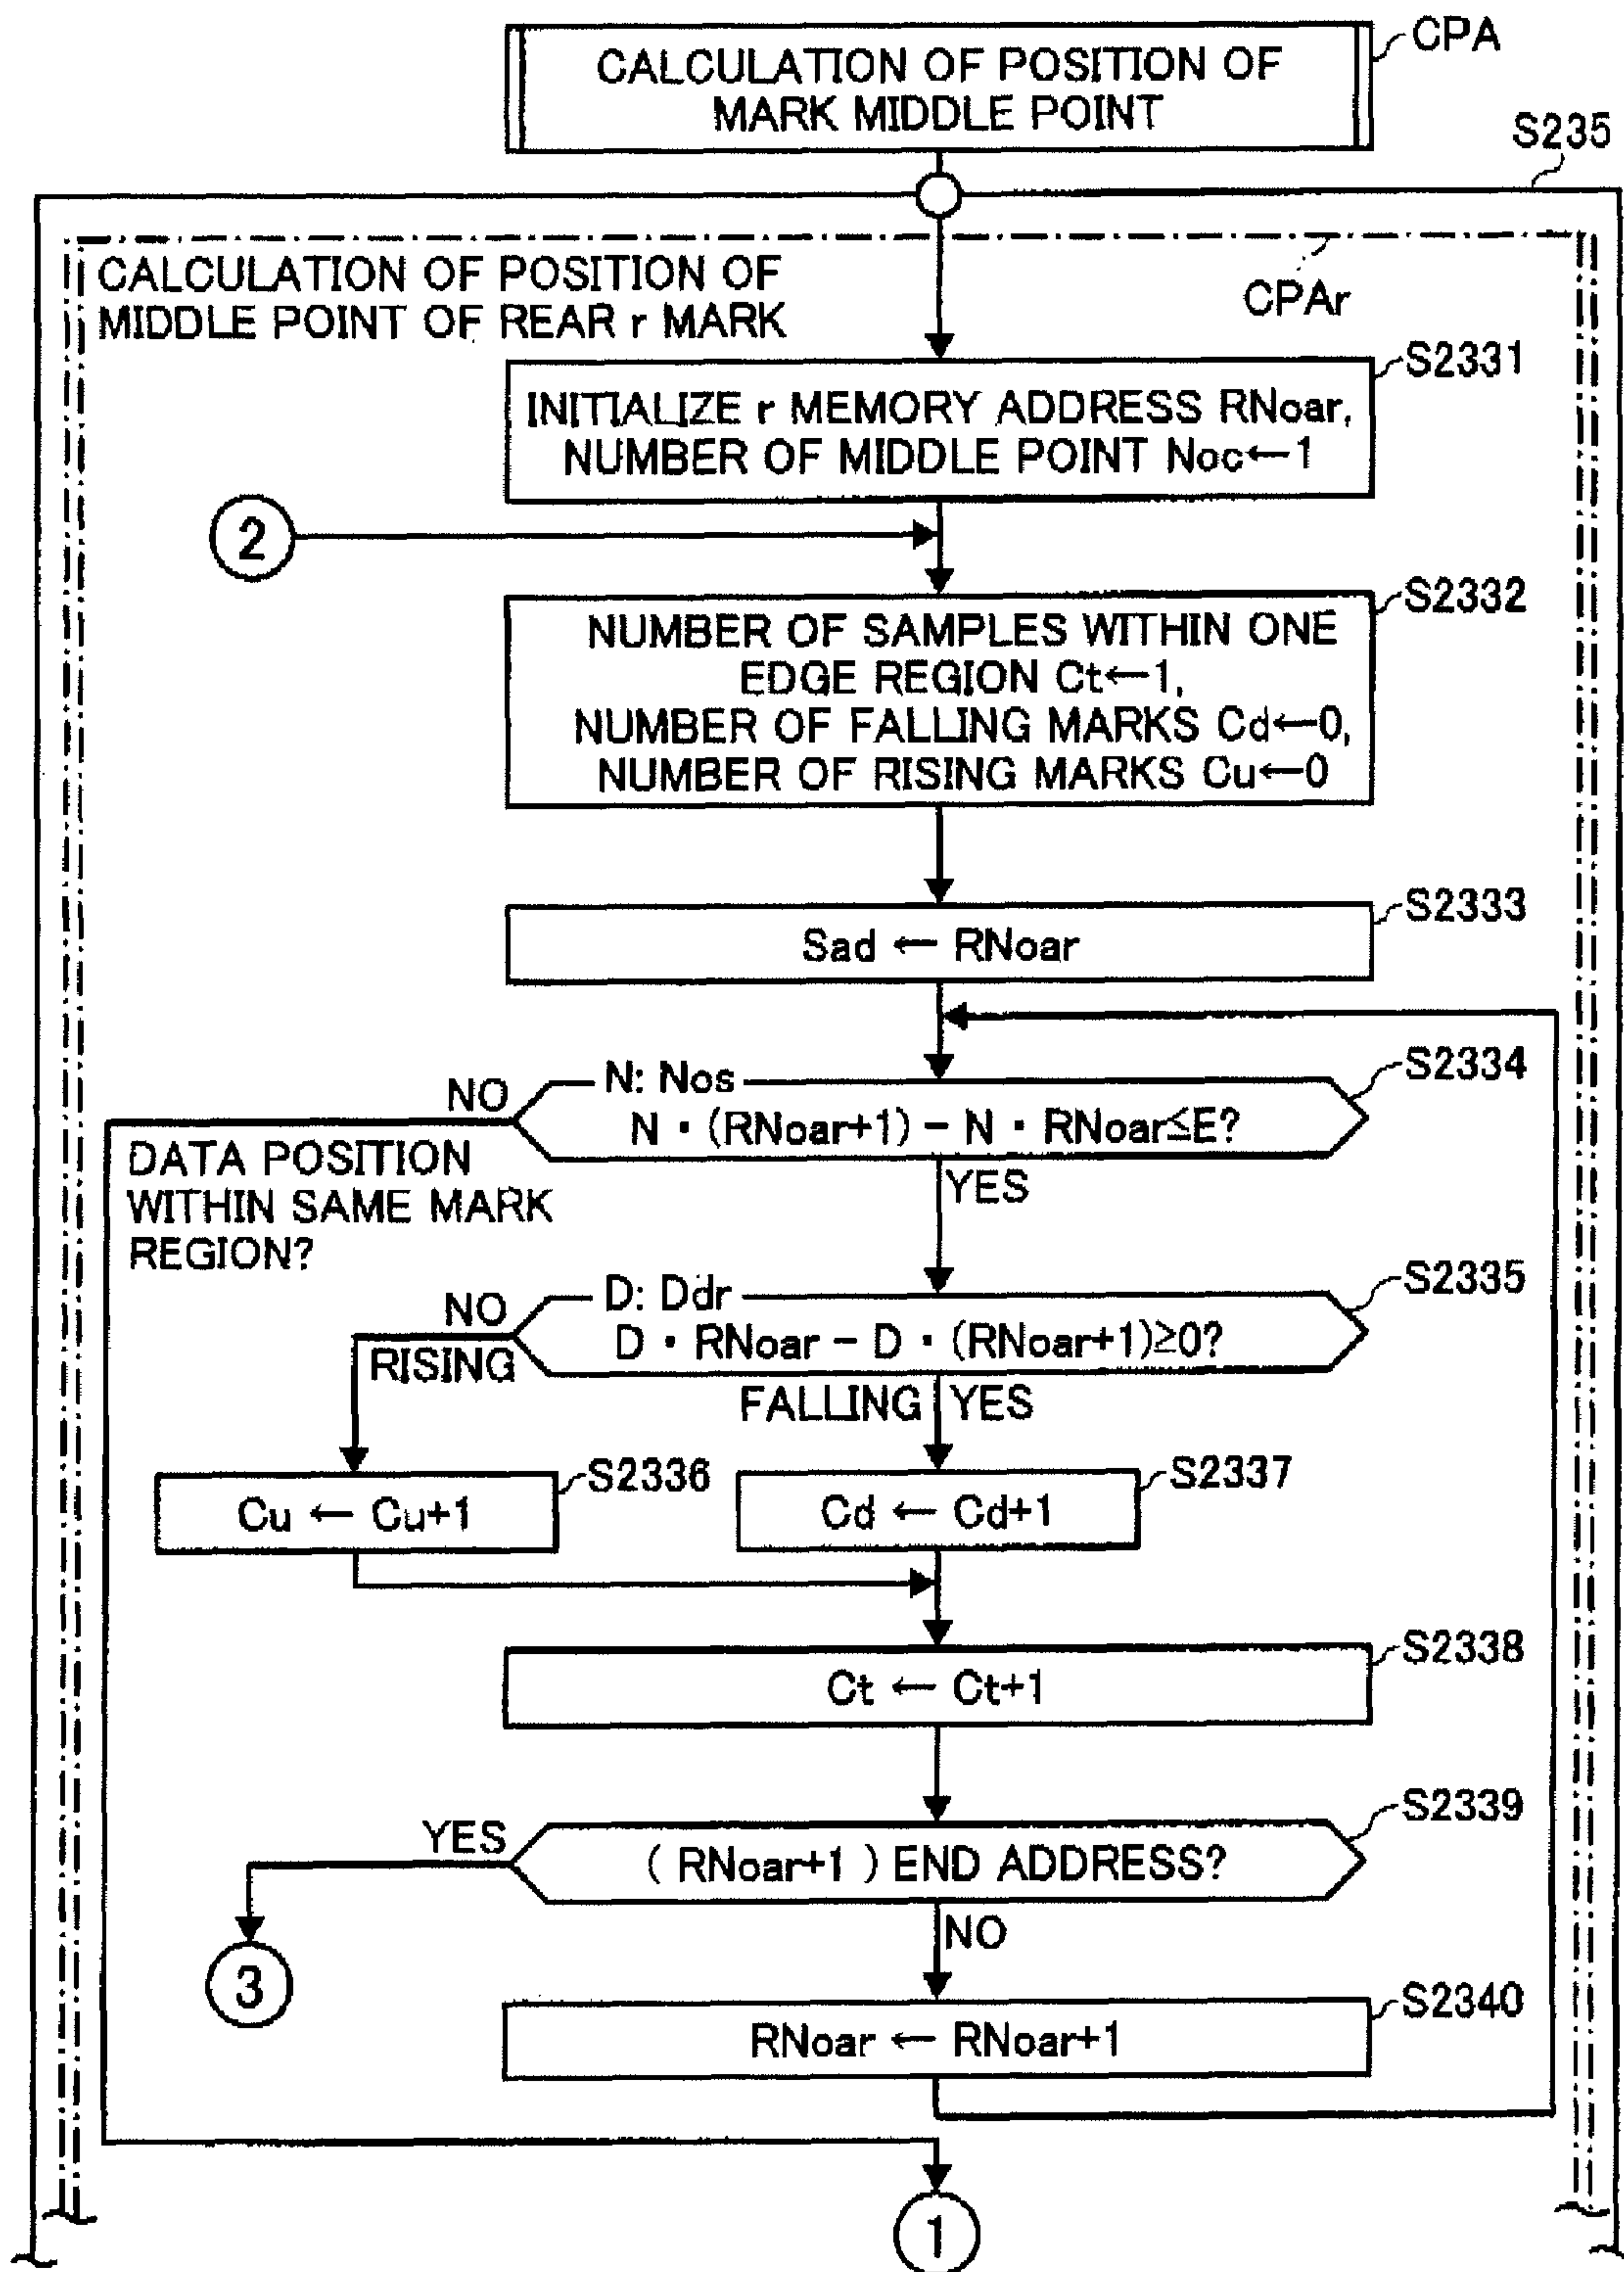 CPA
CALCULATION OF POSITION OF
MARK MIDDLE POINT
S235
CALCULATION OF POSITION OF
MIDDLE POINT OF REAR r MARK
CPAr
S2331
INITIALIZE r MEMORY ADDRESS RNoar,
NUMBER OF MIDDLE POINT Noc←1
2
S2332
NUMBER OF SAMPLES WITHIN ONE
EDGE REGION Ct←1,
NUMBER OF FALLING MARKS Cd←0,
NUMBER OF RISING MARKS Cu←0
S2333
Sad ← RNoar
S2334
NO
N: Nos
N · (RNoar+1) − N · RNoar≤E?
DATA POSITION
WITHIN SAME MARK
REGION?
YES
S2335
NO
D: Ddr
D · RNoar − D · (RNoar+1)≥0?
RISING
FALLING YES
S2336
Cu ← Cu+1
S2337
Cd ← Cd+1
S2338
Ct ← Ct+1
S2339
YES
( RNoar+1 ) END ADDRESS?
NO
3
S2340
RNoar ← RNoar+1
1